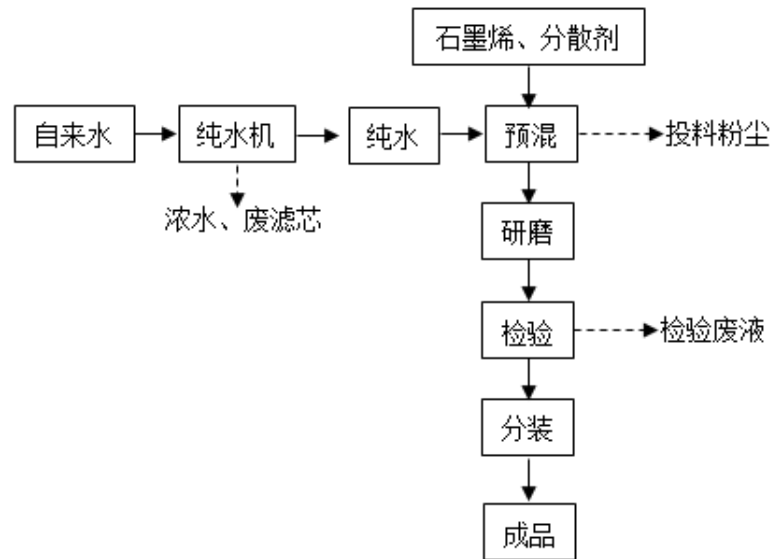 石墨烯、分散剂
自来水
纯水机
纯水
预混
投料粉尘
浓水、废滤芯
研磨
检验
检验废液
分装
成品